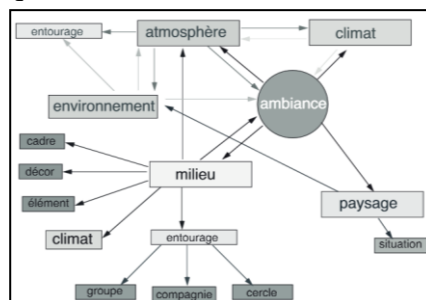 entourage
atmosphère
climat
environnement
ambiance
cadre
décor
milieu
élément
paysage
climat
entourage
situation
groupe
compagnie
cercle